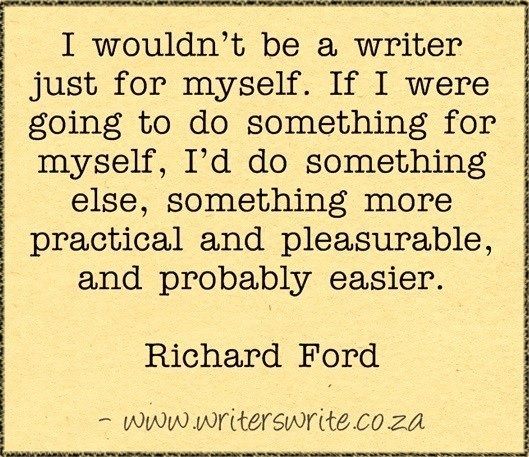 I wouldn't be a writer
just for myself. If I were
going to do something for
myself, I'd do something
else, something more
practical and pleasurable,
and probably easier.
Richard Ford
- www.writerswrite.co.za